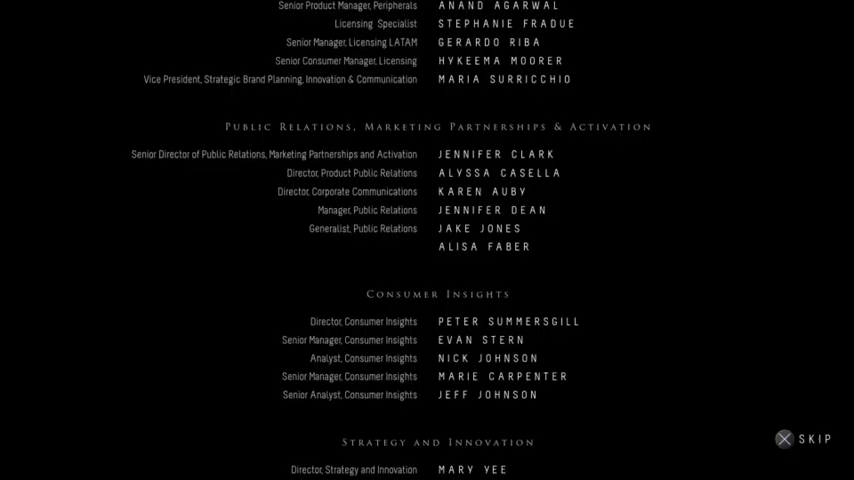 Senior Product Manager, Peripherals ANAND AGARWAL
Licensing Specialist STEPHANIE FRADUE
Senior Manager, Licensing LATAM GERARDO RIBA
Senior Consumer Manager, Licensing HYKEEMA MOORER
Vice President, Strategic Brand Planning, Innovation & Communication MARIA SURRICCHIO
PUBLIC RELATIONS, MARKETING PARTNERSHIPS & ACTIVATION
Senior Director of Public Relations, Marketing Partnerships and Activation JENNIFER CLARK
Director, Product Public Relations ALYSSA CASELLA
Director, Corporate Communications KAREN AUBY
Manager, Public Relations JENNIFER DEAN
Generalist, Public Relations JAKE JONES
ALISA FABER
CONSUMER INSIGHTS
Director, Consumer Insights PETER SUMMERSGILL
Senior Manager, Consumer Insights EVAN STERN
Analyst, Consumer Insights NICK JOHNSON
Senior Manager, Consumer Insights MARIE CARPENTER
Senior Analyst, Consumer Insights JEFF JOHNSON
SKIP
STRATEGY AND INNOVATION
Director, Strategy and Innovation MARY YEE